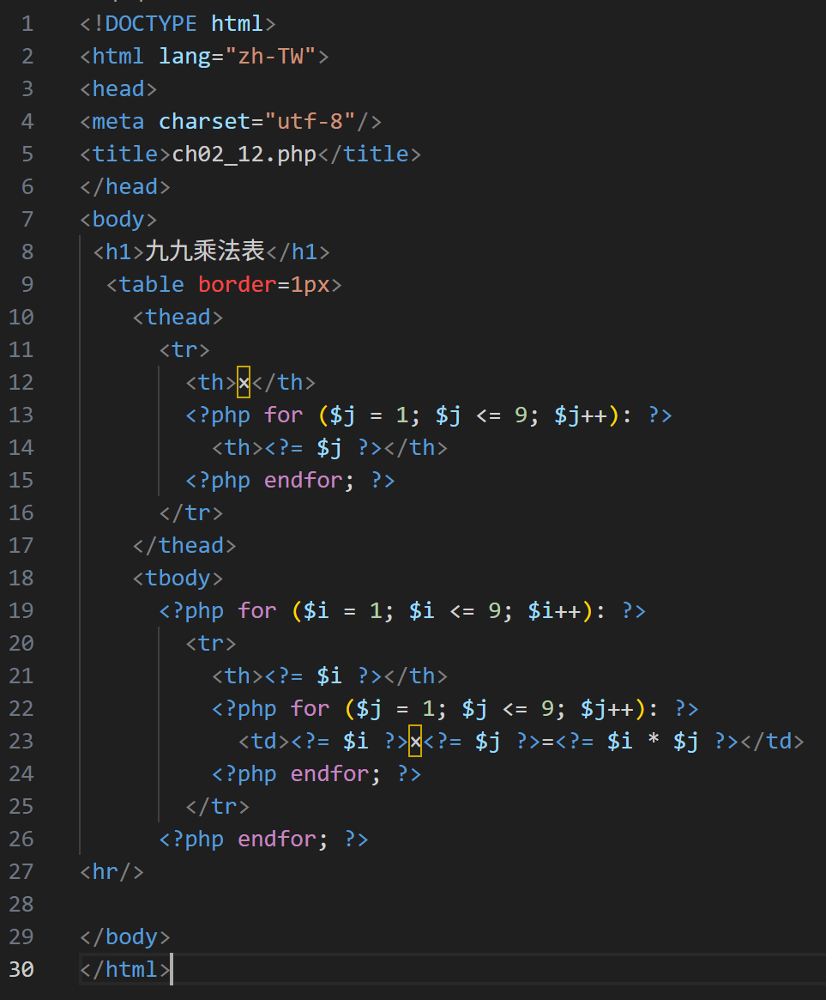 1 <!DOCTYPE html>
2 <html lang="zh-TW">
3 <head>
4 <meta charset="utf-8"/>
5 <title>ch02_12.php</title>
6 </head>
7 <body>
8 <h1>九九乘法表</h1>
9 <table border=1px>
10 <thead>
11 <tr>
12 <th>×</th>
13 <?php for ($j = 1; $j <= 9; $j++): ?>
14 <th><?= $j ?></th>
15 <?php endfor; ?>
16 </tr>
17 </thead>
18 <tbody>
19 <?php for ($i = 1; $i <= 9; $i++): ?>
20 <tr>
21 <th><?= $i ?></th>
22 <?php for ($j = 1; $j <= 9; $j++): ?>
23 <td><?= $i ?>×<?= $j ?>=<?= $i * $j ?></td>
24 <?php endfor; ?>
25 </tr>
26 <?php endfor; ?>
27 <hr/>
28
29 </body>
30 </html>